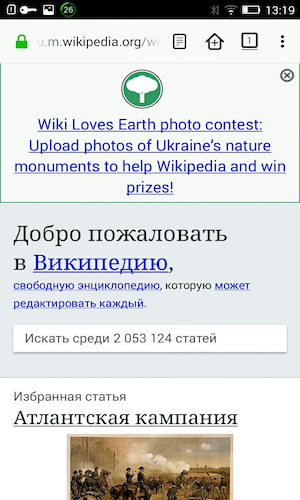 26
13:19
u.m.wikipedia.org/wi
1
Wiki Loves Earth photo contest:
Upload photos of Ukraine's nature
monuments to help Wikipedia and win
prizes!
Добро пожаловать
в Википедию,
свободную энциклопедию, которую может
редактировать каждый.
Искать среди 2 053 124 статей
Избранная статья
Атлантская кампания